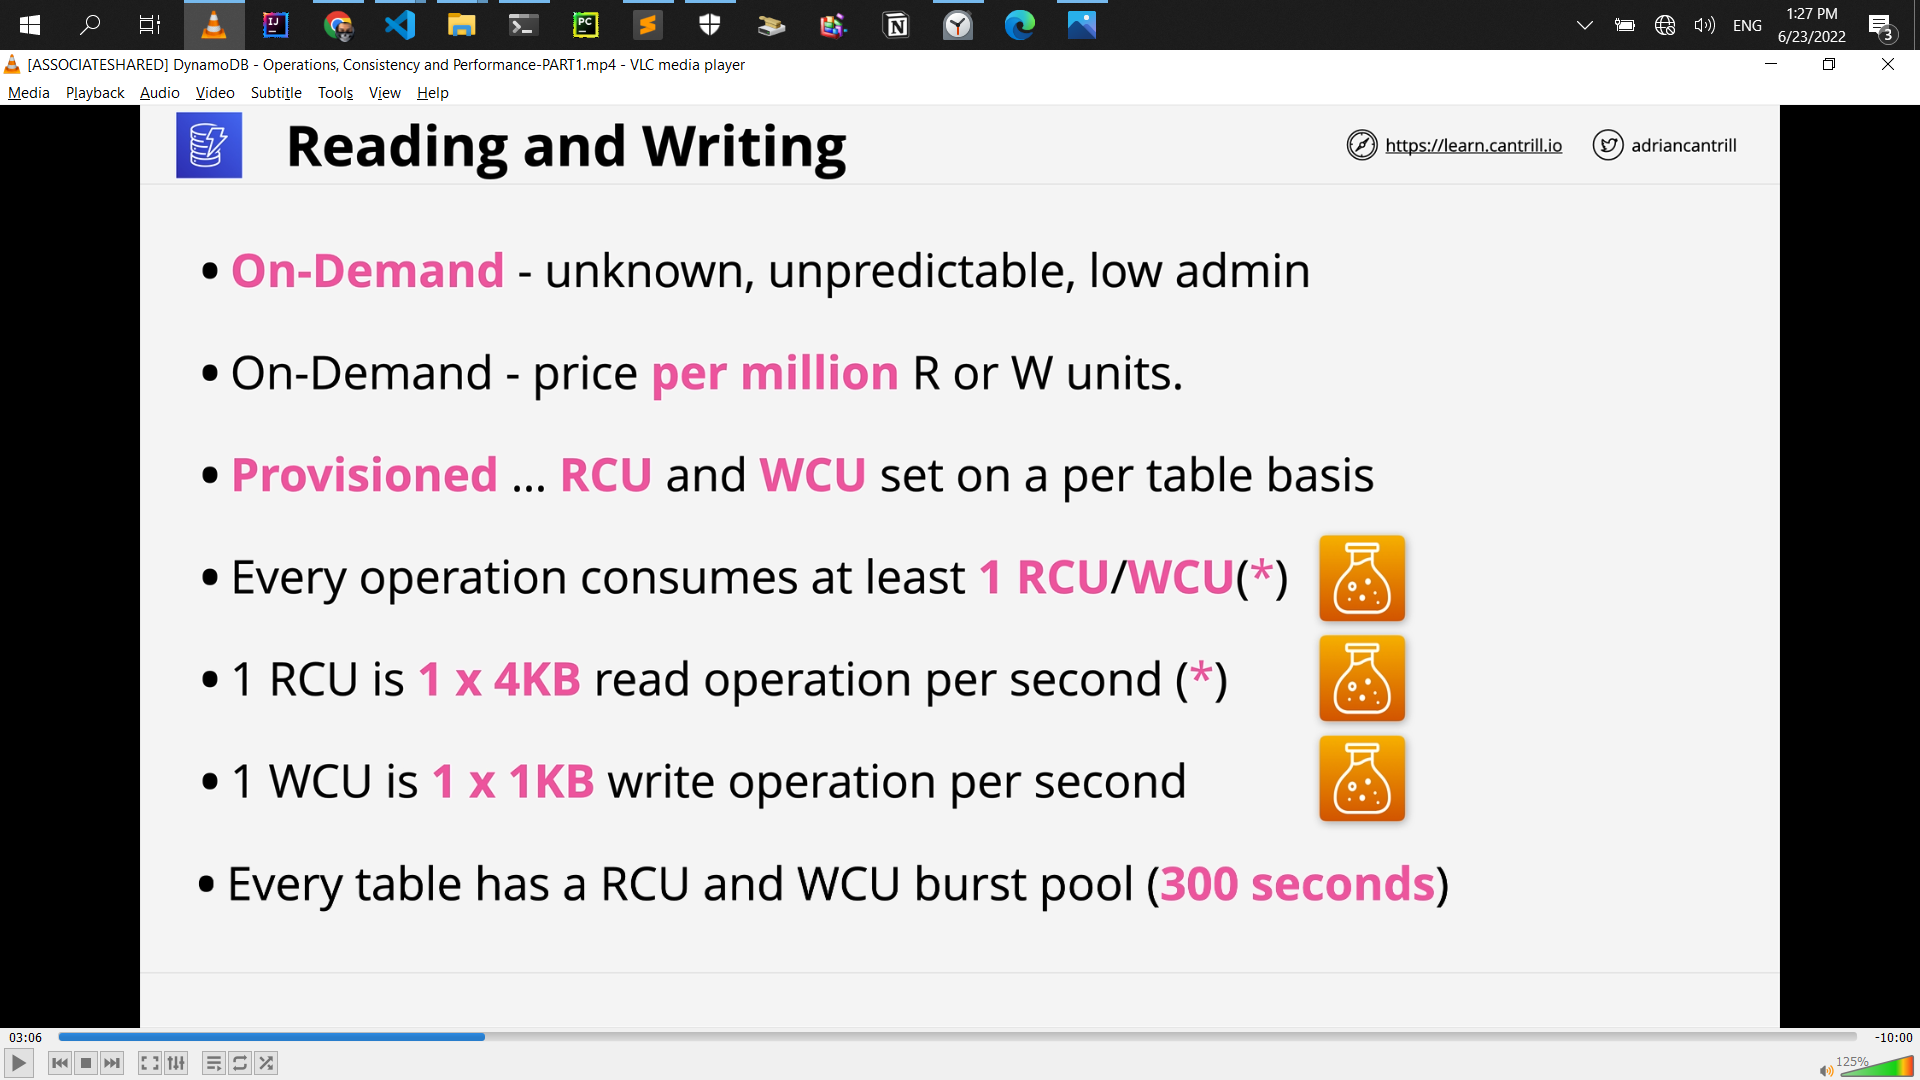 IJ
PC
N
ENG
1:27 PM
6/23/2022
3
[ASSOCIATESHARED] DynamoDB - Operations, Consistency and Performance-PART1.mp4 - VLC media player
Media Playback Audio Video Subtitle Tools View Help
Reading and Writing
https://learn.cantrill.io
adriancantrill
• On-Demand - unknown, unpredictable, low admin
• On-Demand - price per million R or W units.
• Provisioned ... RCU and WCU set on a per table basis
• Every operation consumes at least 1 RCU/WCU(*)
• 1 RCU is 1 x 4KB read operation per second (*)
• 1 WCU is 1 x 1KB write operation per second
• Every table has a RCU and WCU burst pool (300 seconds)
03:06
-10:00
125%